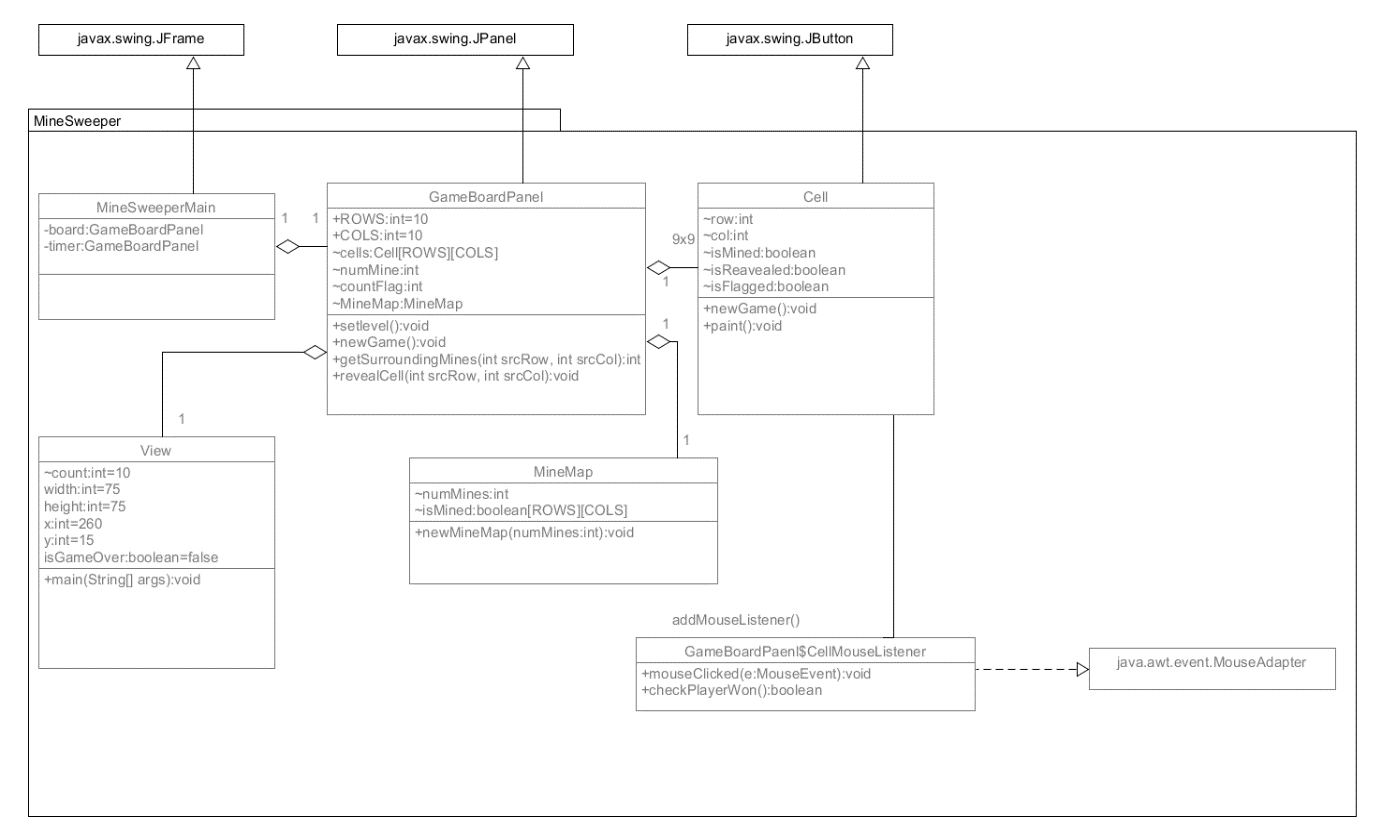 javax.swing.JFrame
javax.swing.JPanel
javax.swing.JButton
MineSweeper
MineSweeperMain
-board:GameBoardPanel
-timer:GameBoardPanel
1
1
GameBoardPanel
+ROWS:int=10
+COLS:int=10
~cells:Cell[ROWS][COLS]
~numMine:int
~countFlag:int
~MineMap:MineMap
+setlevel():void
+newGame():void
+getSurroundingMines(int srcRow, int srcCol):int
+revealCell(int srcRow, int srcCol):void
9x9
1
1
Cell
~row:int
~col:int
~isMined:boolean
~isReavealed:boolean
~isFlagged:boolean
+newGame():void
+paint():void
1
View
~count:int=10
width:int=75
height:int=75
x:int=260
y:int=15
isGameOver:boolean=false
+main(String[] args):void
1
MineMap
~numMines:int
~isMined:boolean[ROWS][COLS]
+newMineMap(numMines:int):void
addMouseListener()
GameBoardPaenl$CellMouseListener
+mouseClicked(e:MouseEvent):void
+checkPlayerWon():boolean
java.awt.event.MouseAdapter